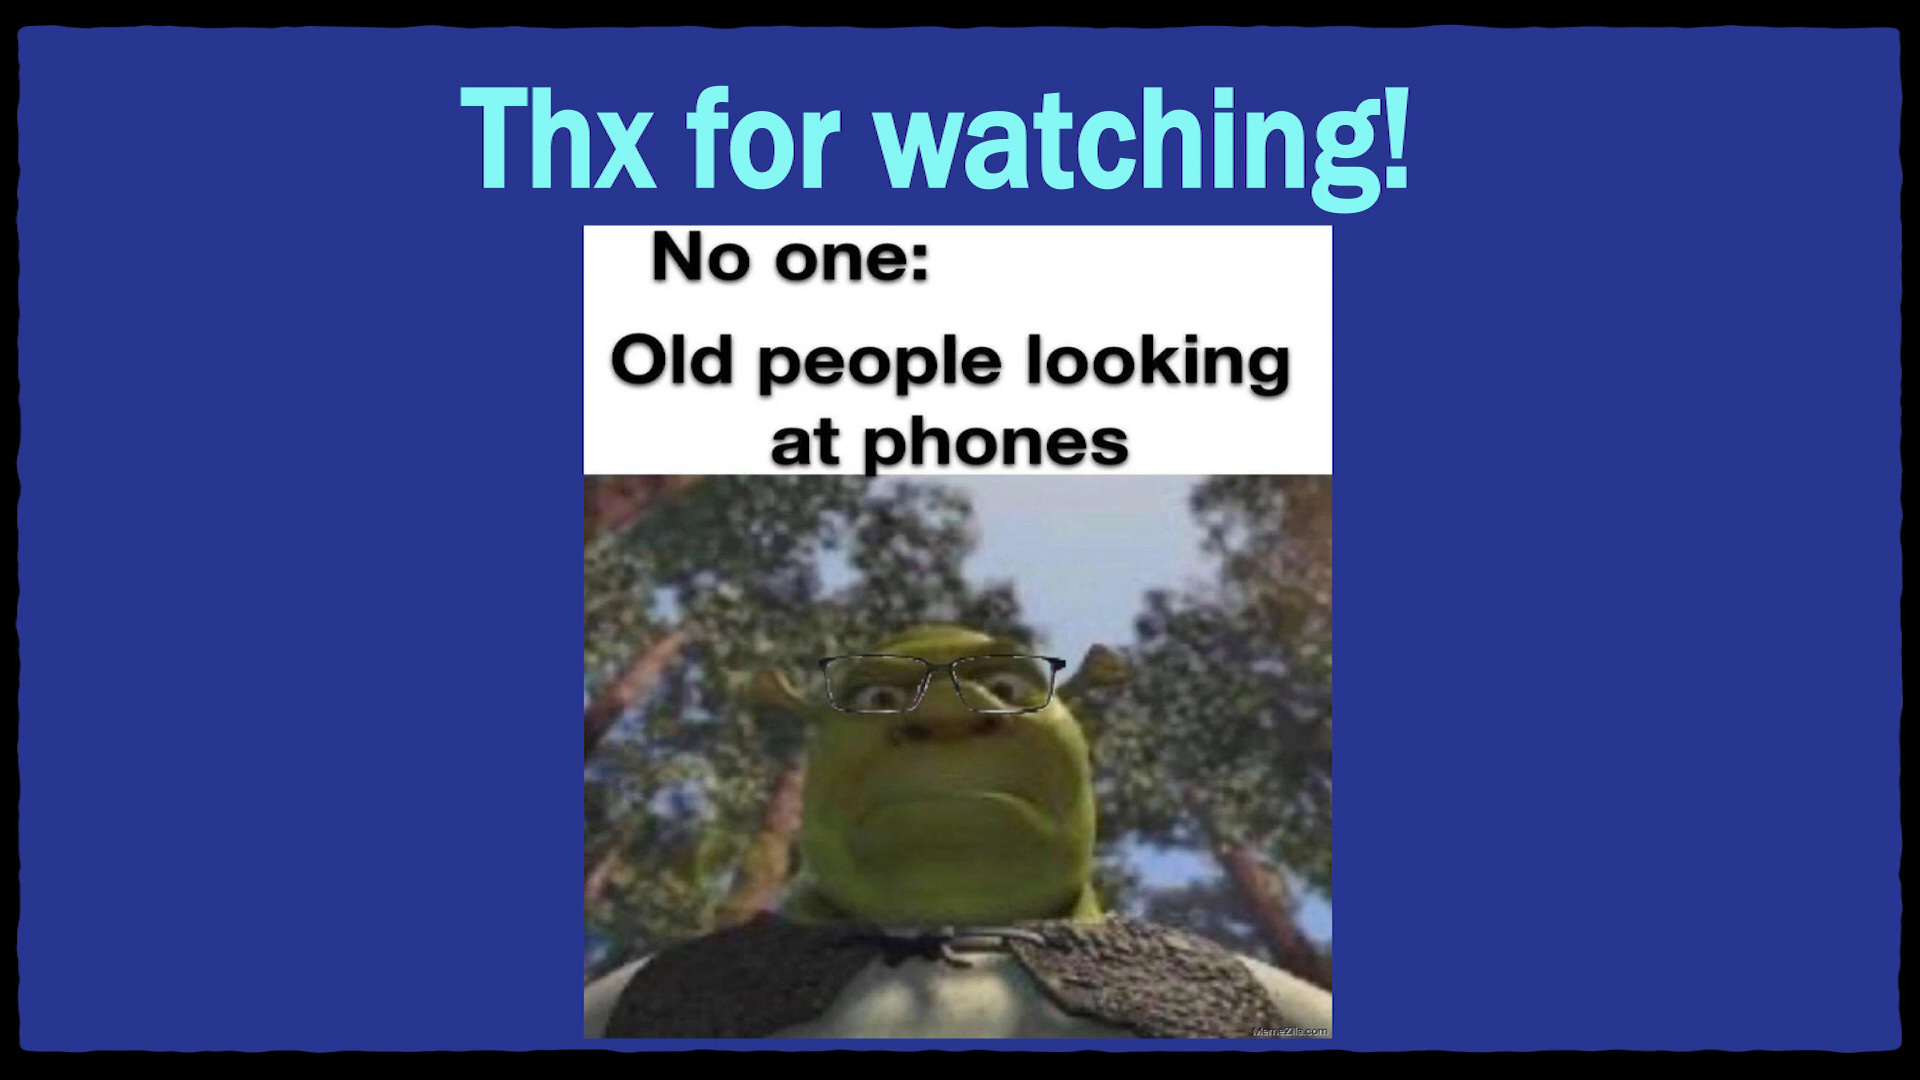 Thx for watching!
No one:
Old people looking
at phones
MemeZila.com